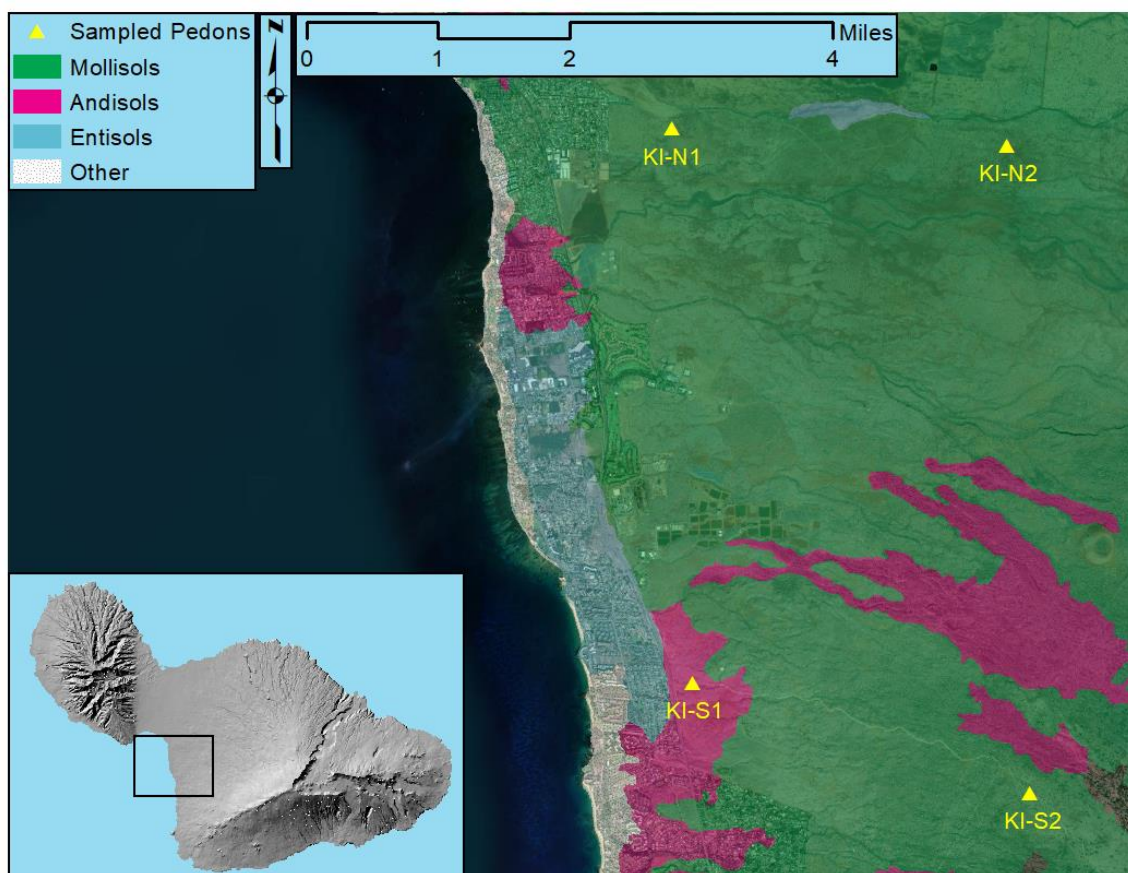 Sampled Pedons
Mollisols
Andisols
Entisols
Other
N
0 1 2 4 Miles
KI-N1
KI-N2
KI-S1
KI-S2